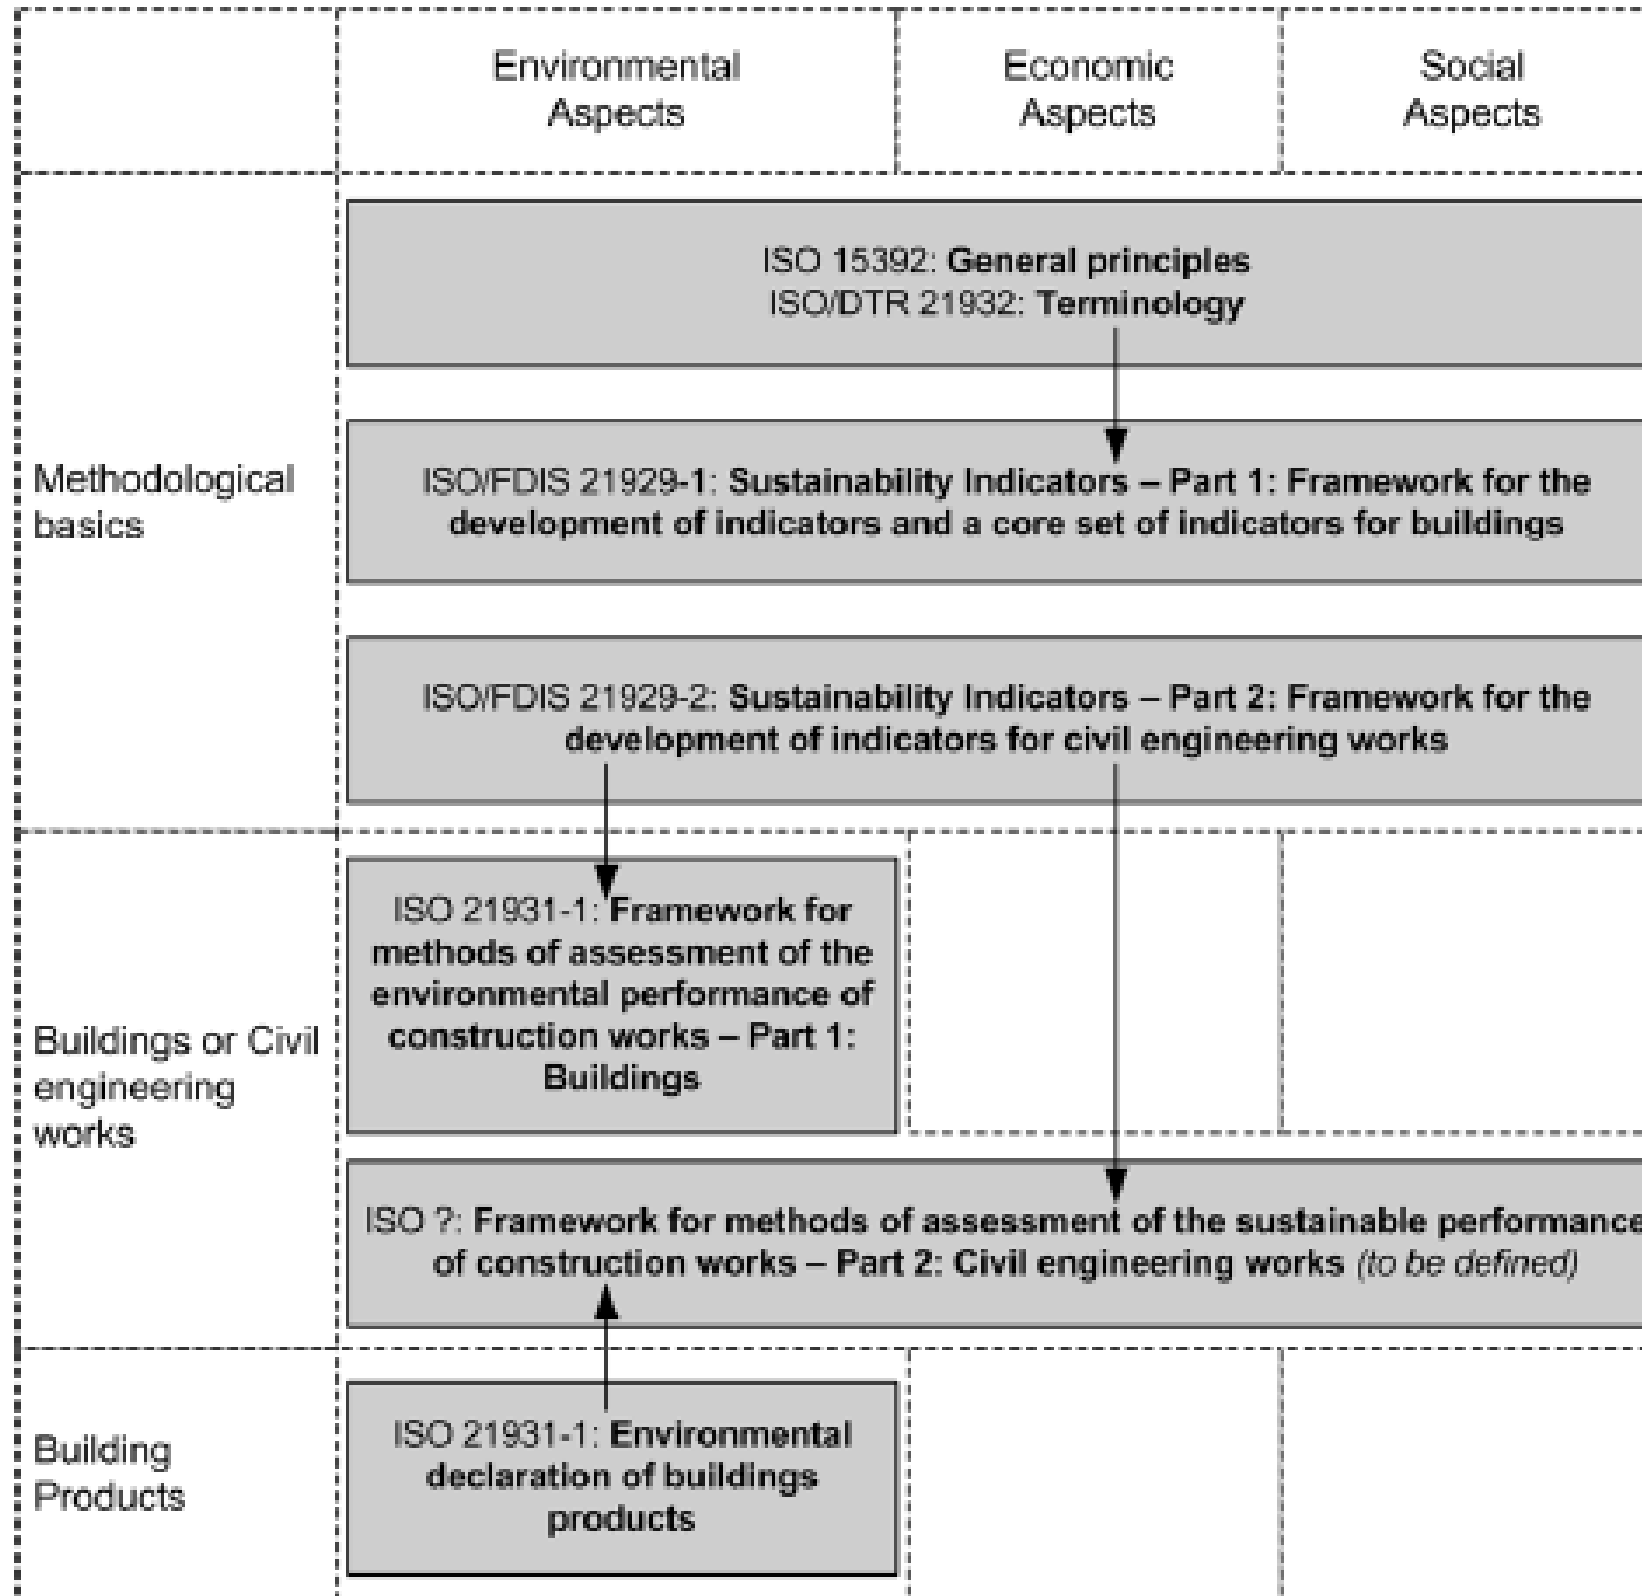 Environmental
Aspects
Economic
Aspects
Social
Aspects
Methodological
basics
ISO 15392: General principles
ISO/DTR 21932: Terminology
ISO/FDIS 21929-1: Sustainability Indicators – Part 1: Framework for the
development of indicators and a core set of indicators for buildings
ISO/FDIS 21929-2: Sustainability Indicators – Part 2: Framework for the
development of indicators for civil engineering works
Buildings or Civil
engineering
works
ISO 21931-1: Framework for
methods of assessment of the
environmental performance of
construction works – Part 1:
Buildings
ISO ?: Framework for methods of assessment of the sustainable performance
of construction works – Part 2: Civil engineering works (to be defined)
Building
Products
ISO 21931-1: Environmental
declaration of buildings
products